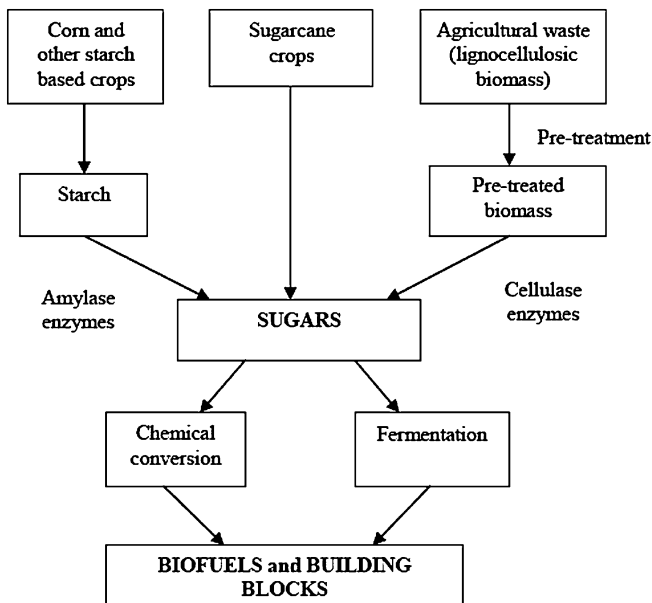 Corn and
other starch
based crops
Sugarcane
crops
Agricultural waste
(lignocellulosic
biomass)
Pre-treatment
Starch
Pre-treated
biomass
Amylase
enzymes
Cellulase
enzymes
SUGARS
Chemical
conversion
Fermentation
BIOFUELS and BUILDING
BLOCKS